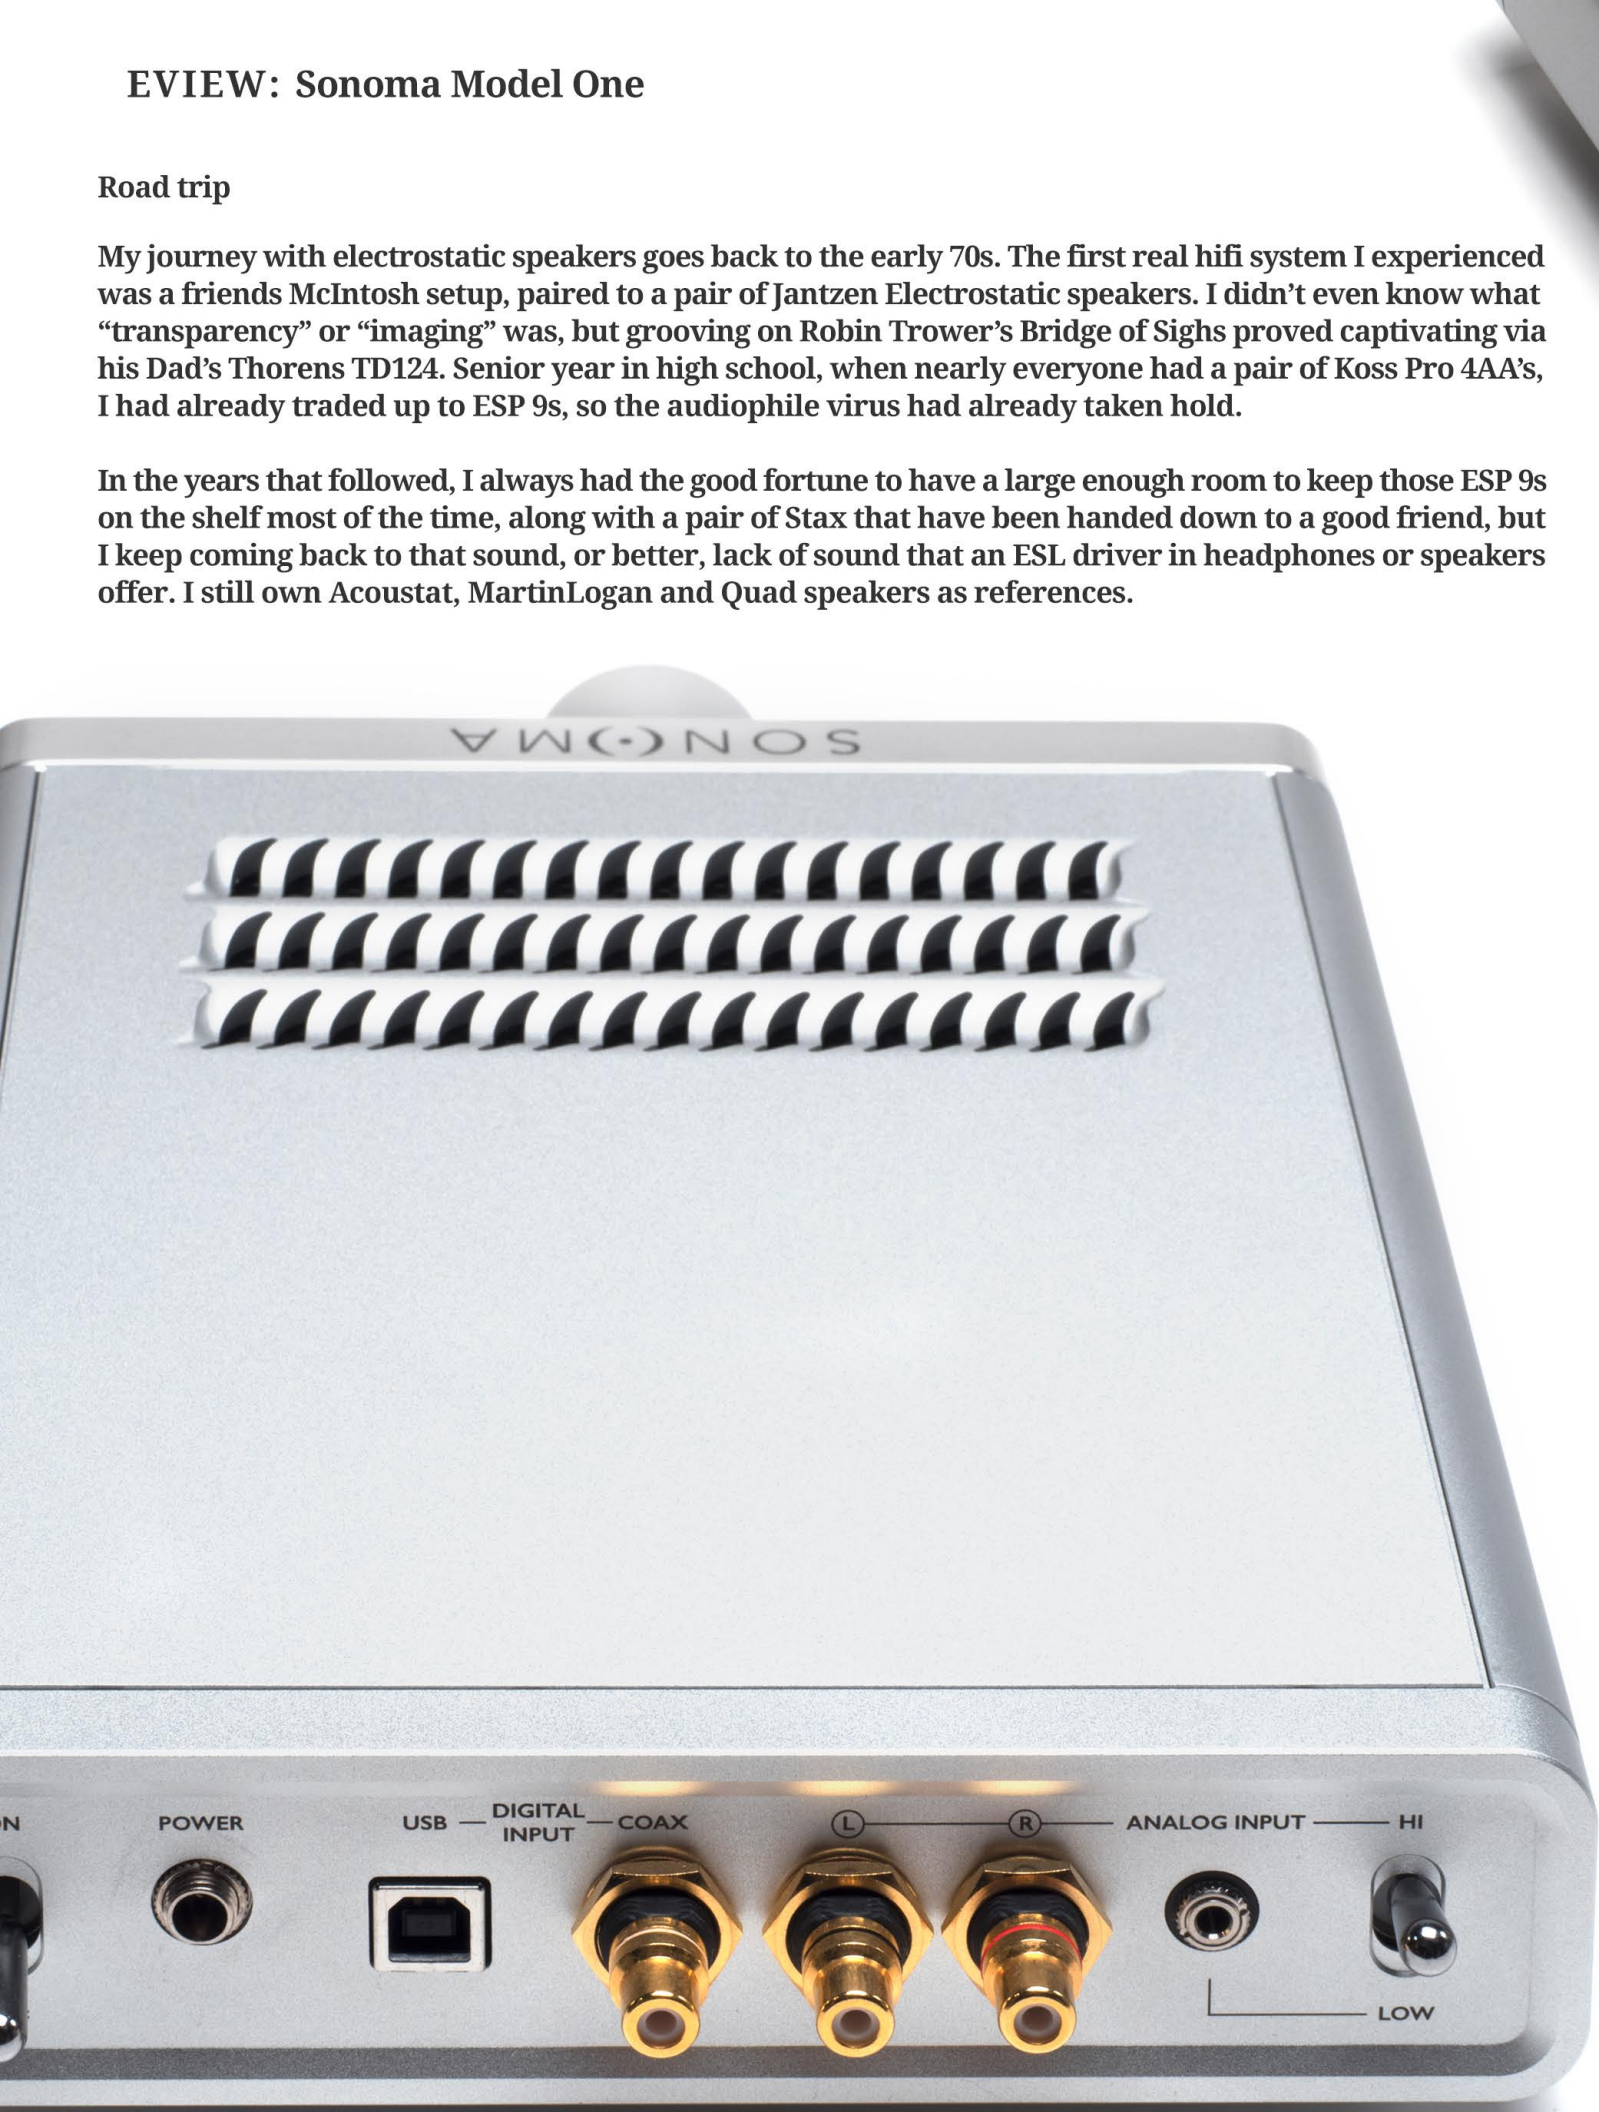 EVIEW: Sonoma Model One
Road trip
My journey with electrostatic speakers goes back to the early 70s. The first real hifi system I experienced
was a friends McIntosh setup, paired to a pair of Jantzen Electrostatic speakers. I didn’t even know what
“transparency” or “imaging” was, but grooving on Robin Trower’s Bridge of Sighs proved captivating via
his Dad’s Thorens TD124. Senior year in high school, when nearly everyone had a pair of Koss Pro 4AA’s,
I had already traded up to ESP 9s, so the audiophile virus had already taken hold.
In the years that followed, I always had the good fortune to have a large enough room to keep those ESP 9s
on the shelf most of the time, along with a pair of Stax that have been handed down to a good friend, but
I keep coming back to that sound, or better, lack of sound that an ESL driver in headphones or speakers
offer. I still own Acoustat, MartinLogan and Quad speakers as references.
SONOMA
POWER USB DIGITAL INPUT COAX L R ANALOG INPUT HI
LOW